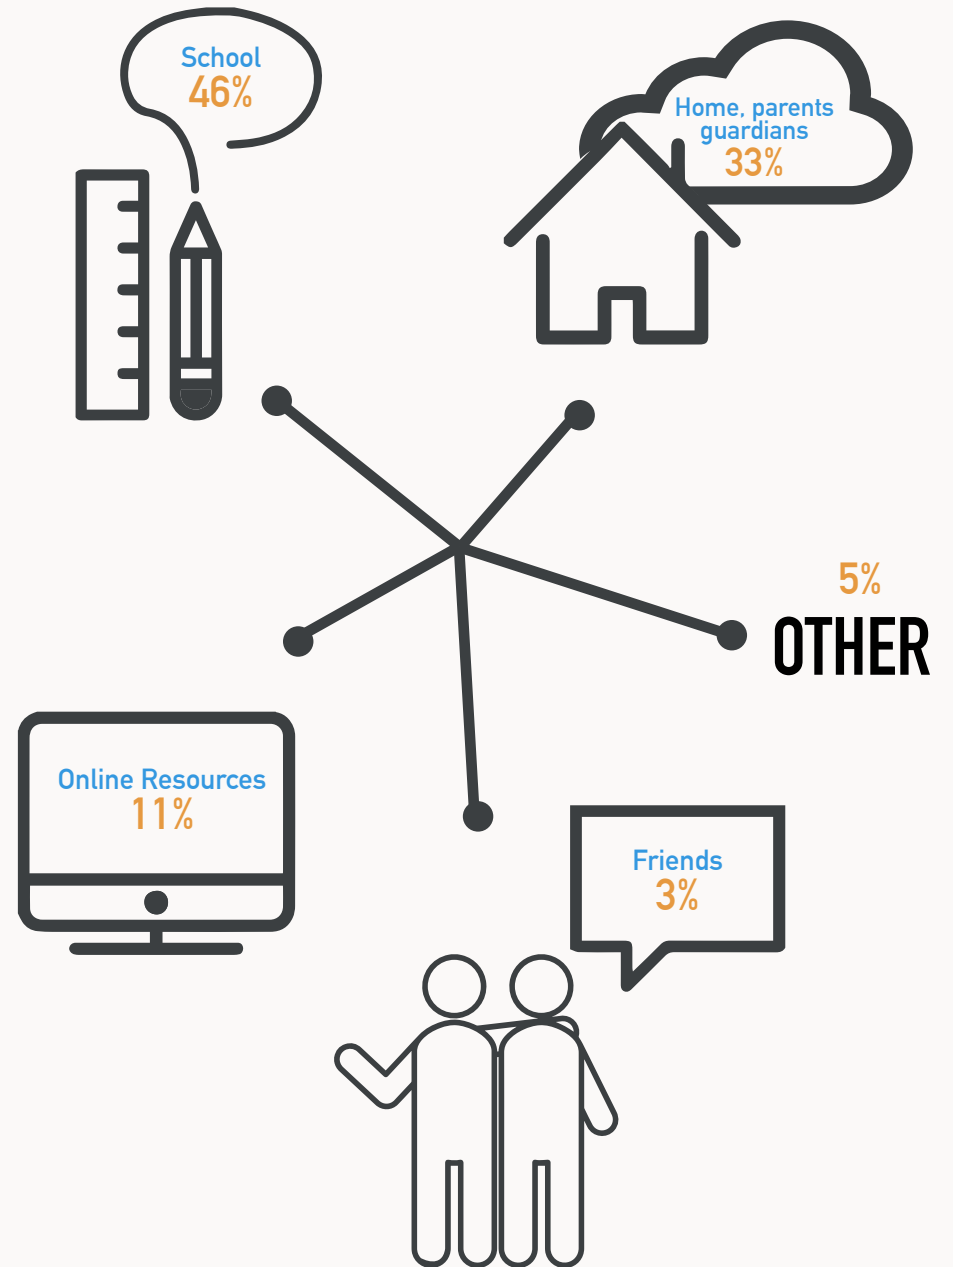 School
46%
Home, parents
guardians
33%
5%
OTHER
Online Resources
11%
Friends
3%